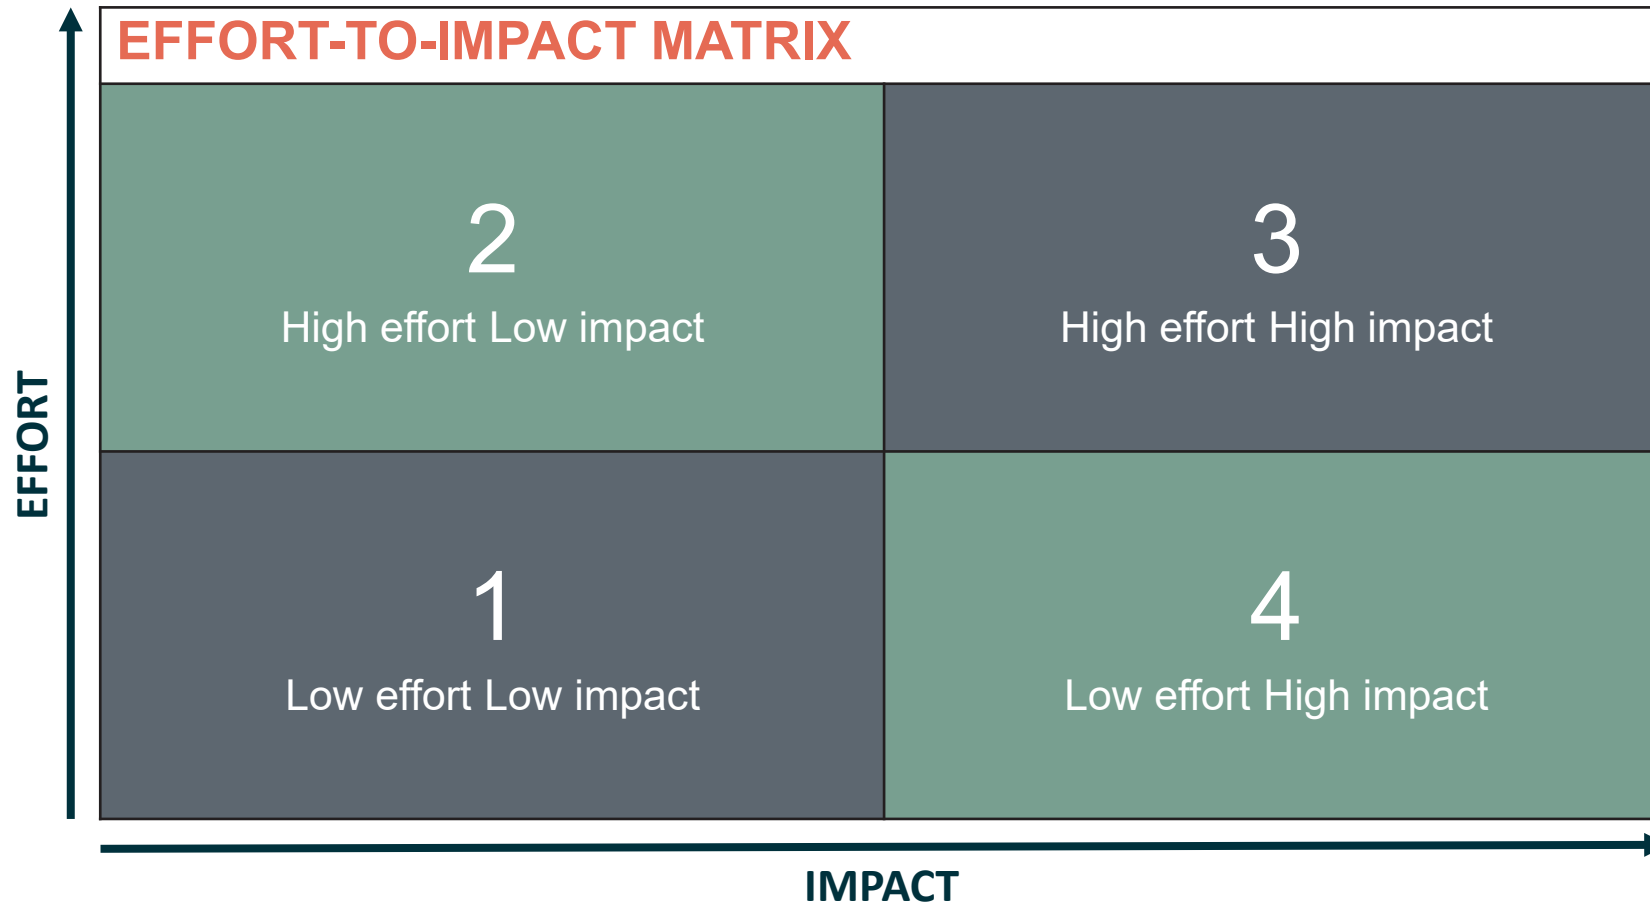 EFFORT-TO-IMPACT MATRIX
EFFORT
2
High effort Low impact
3
High effort High impact
1
Low effort Low impact
4
Low effort High impact
IMPACT